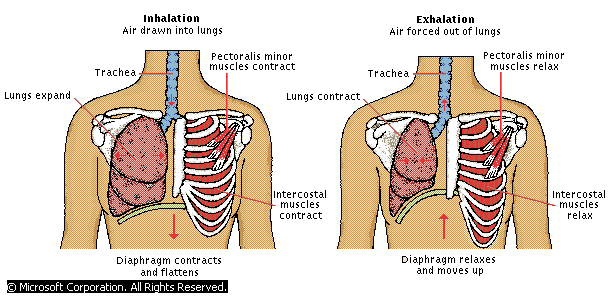 Inhalation
Air drawn into lungs
Trachea
Pectoralis minor
muscles contract
Lungs expand
Intercostal
muscles
contract
Diaphragm contracts
and flattens
Exhalation
Air forced out of lungs
Trachea
Pectoralis minor
muscles relax
Lungs contract
Intercostal
muscles
relax
Diaphragm relaxes
and moves up
© Microsoft Corporation. All Rights Reserved.